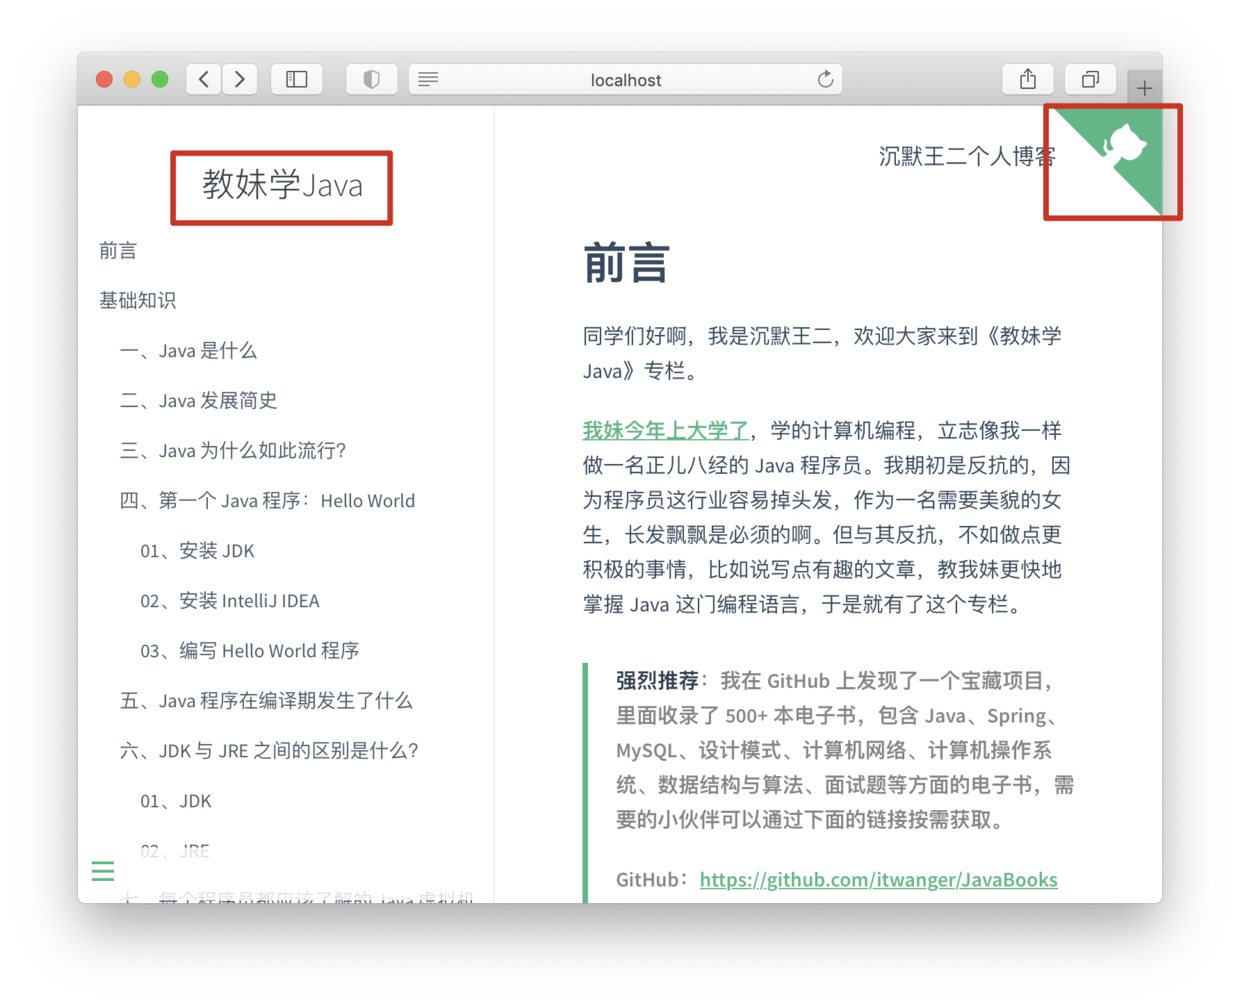 localhost
教妹学Java
前言
基础知识
一、Java 是什么
二、Java 发展简史
三、Java 为什么如此流行?
四、第一个 Java 程序：Hello World
01、安装 JDK
02、安装 IntelliJ IDEA
03、编写 Hello World 程序
五、Java 程序在编译期发生了什么
六、JDK 与 JRE 之间的区别是什么?
01、JDK
02、JRE
七、每个程序员都应该了解的 Java 虚拟机
沉默王二个人博客
前言
同学们好啊，我是沉默王二，欢迎大家来到《教妹学
Java》专栏。
我妹今年上大学了，学的计算机编程，立志像我一样
做一名正儿八经的 Java 程序员。我期初是反抗的，因
为程序员这行业容易掉头发，作为一名需要美貌的女
生，长发飘飘是必须的啊。但与其反抗，不如做点更
积极的事情，比如说写点有趣的文章，教我妹更快地
掌握 Java 这门编程语言，于是就有了这个专栏。
强烈推荐：我在 GitHub 上发现了一个宝藏项目，
里面收录了 500+ 本电子书，包含 Java、Spring、
MySQL、设计模式、计算机网络、计算机操作系
统、数据结构与算法、面试题等方面的电子书，需
要的小伙伴可以通过下面的链接按需获取。
GitHub：https://github.com/itwanger/JavaBooks